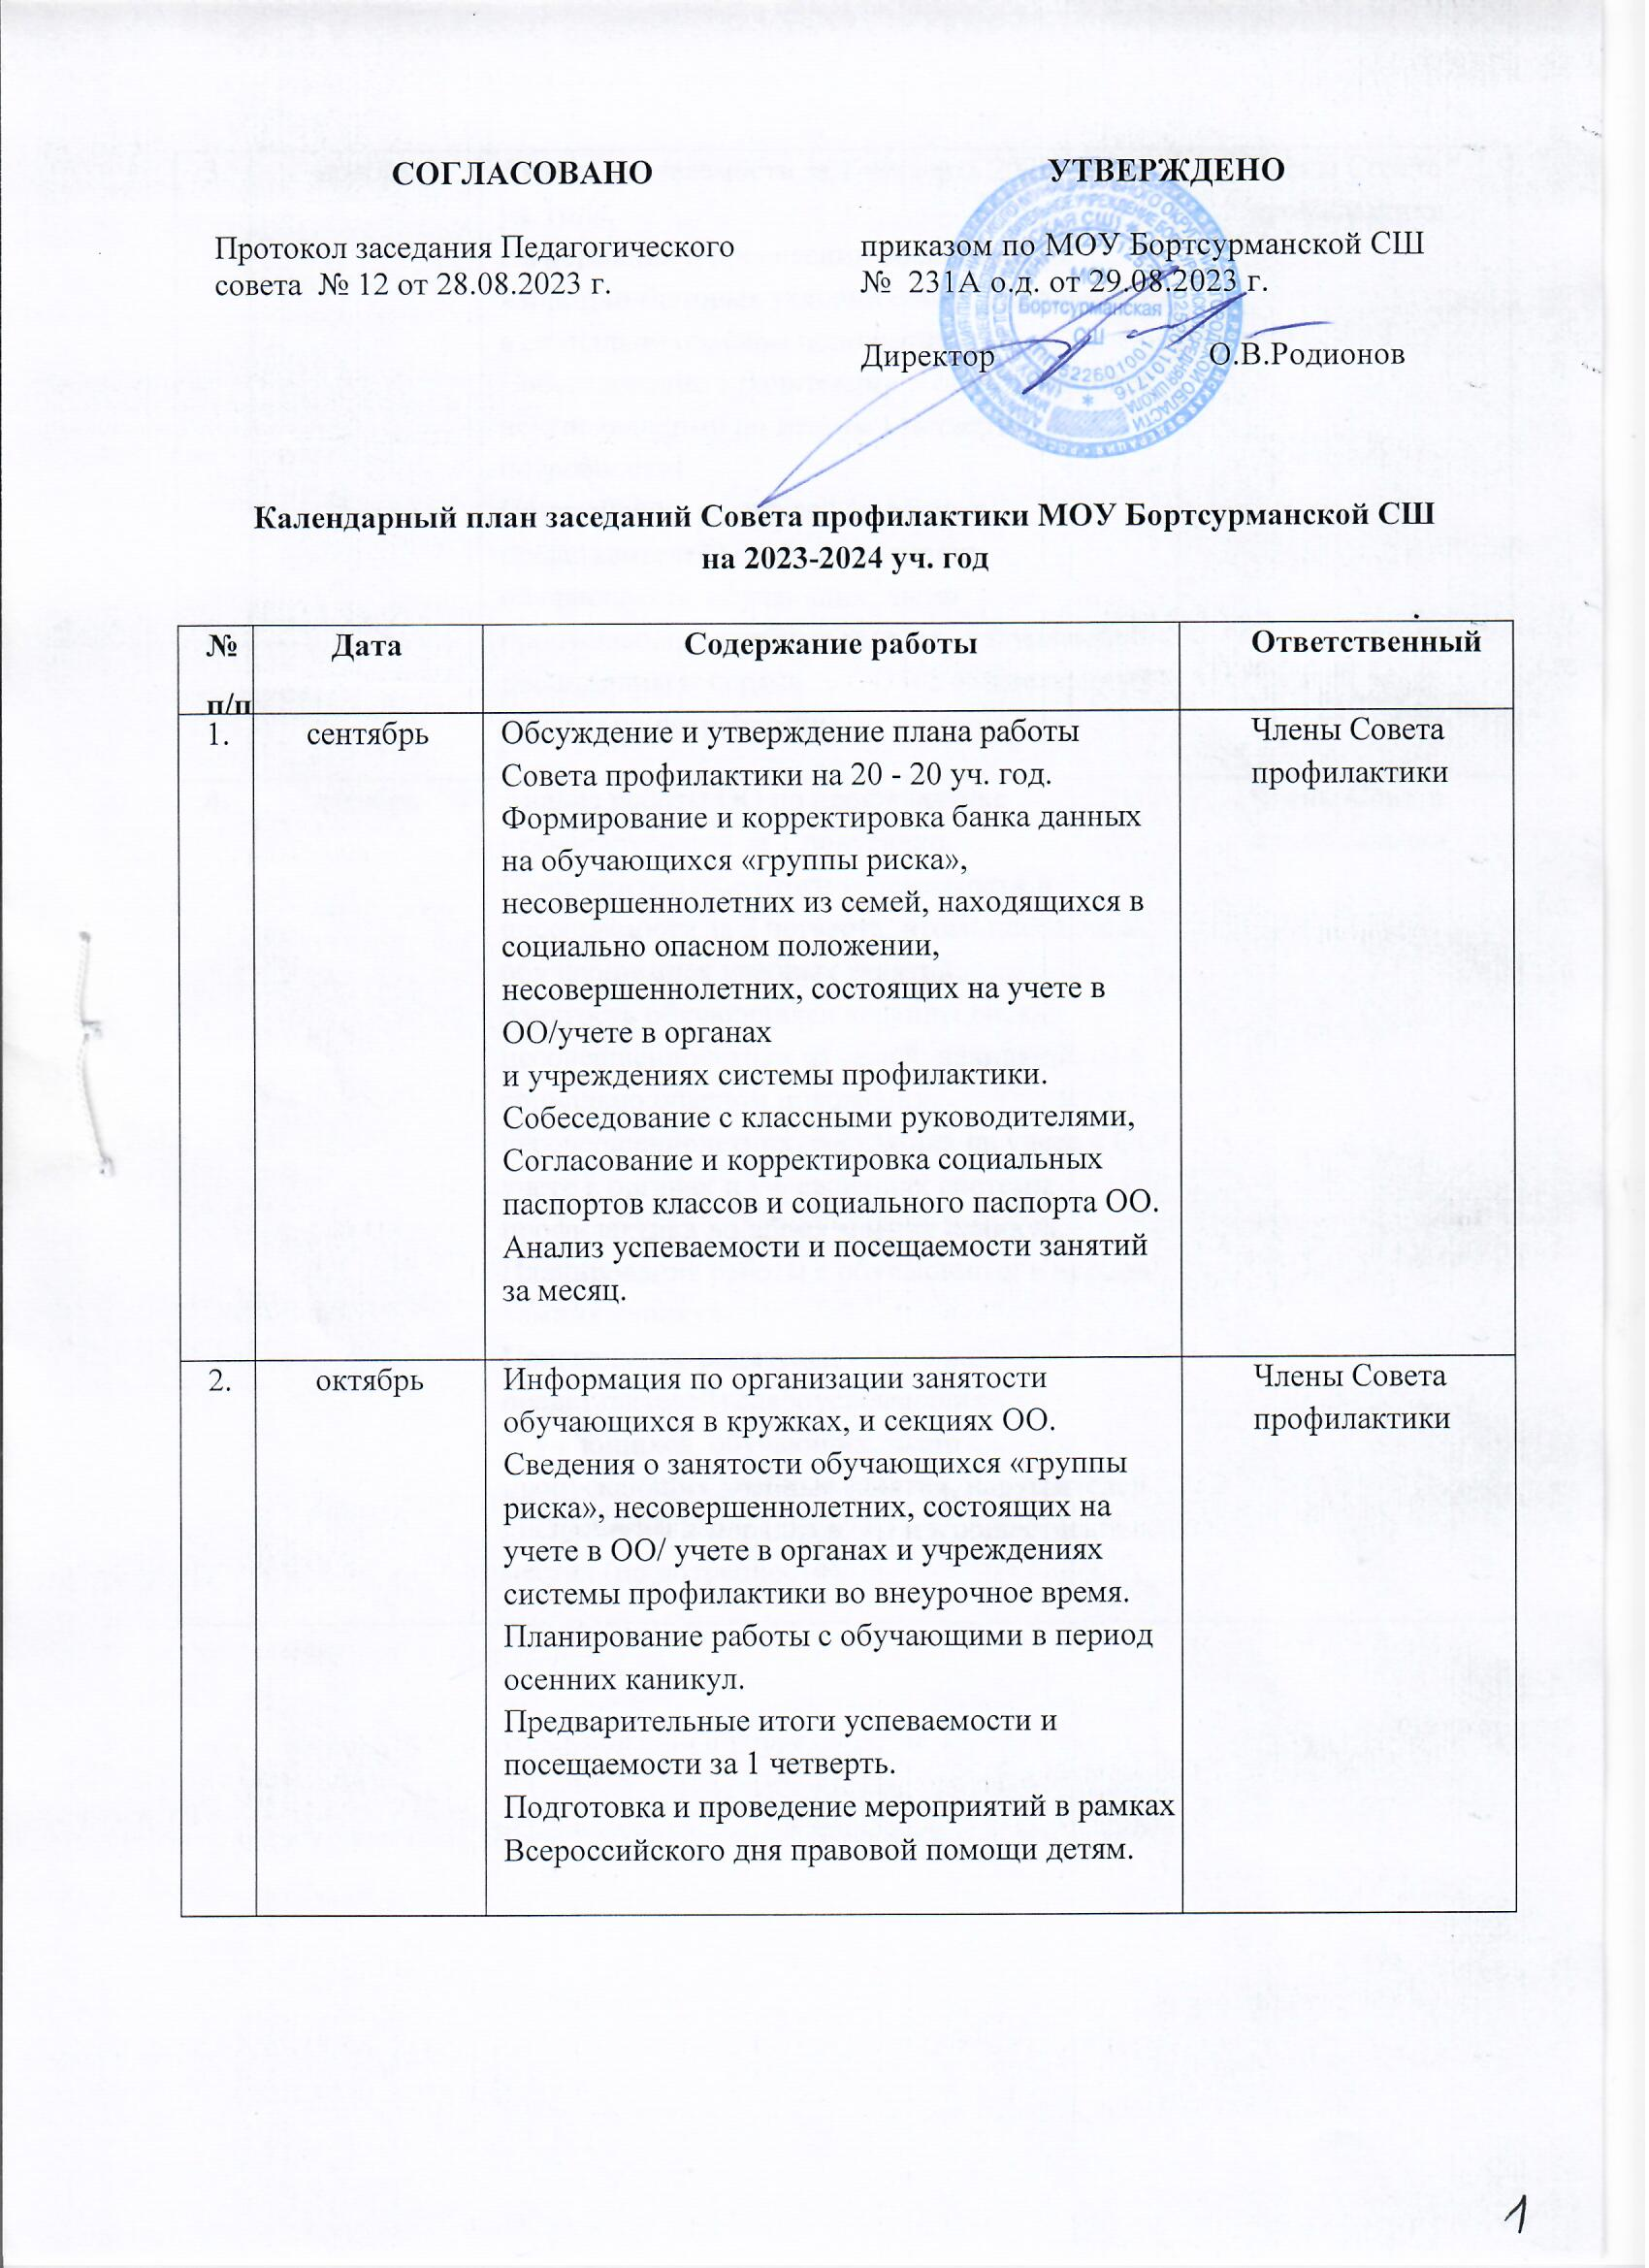 СОГЛАСОВАНО
Протокол заседания Педагогического
совета № 12 от 28.08.2023 г.
УТВЕРЖДЕНО
приказом по МОУ Бортсурманской СШ
№ 231А о.д. от 29.08.2023 г.
Директор О.В.Родионов
МОУ
Бортсурманская
СШ
Календарный план заседаний Совета профилактики МОУ Бортсурманской СШ
на 2023-2024 уч. год
№ п/п
Дата
Содержание работы
Ответственный
1.
сентябрь
Обсуждение и утверждение плана работы
Совета профилактики на 20 - 20 уч. год.
Формирование и корректировка банка данных
на обучающихся «группы риска»,
несовершеннолетних из семей, находящихся в
социально опасном положении,
несовершеннолетних, состоящих на учете в
ОО/учете в органах
и учреждениях системы профилактики.
Собеседование с классными руководителями,
Согласование и корректировка социальных
паспортов классов и социального паспорта ОО.
Анализ успеваемости и посещаемости занятий
за месяц.
Члены Совета
профилактики
2.
октябрь
Информация по организации занятости
обучающихся в кружках, и секциях ОО.
Сведения о занятости обучающихся «группы
риска», несовершеннолетних, состоящих на
учете в ОО/ учете в органах и учреждениях
системы профилактики во внеурочное время.
Планирование работы с обучающими в период
осенних каникул.
Предварительные итоги успеваемости и
посещаемости за 1 четверть.
Подготовка и проведение мероприятий в рамках
Всероссийского дня правовой помощи детям.
Члены Совета
профилактики
1